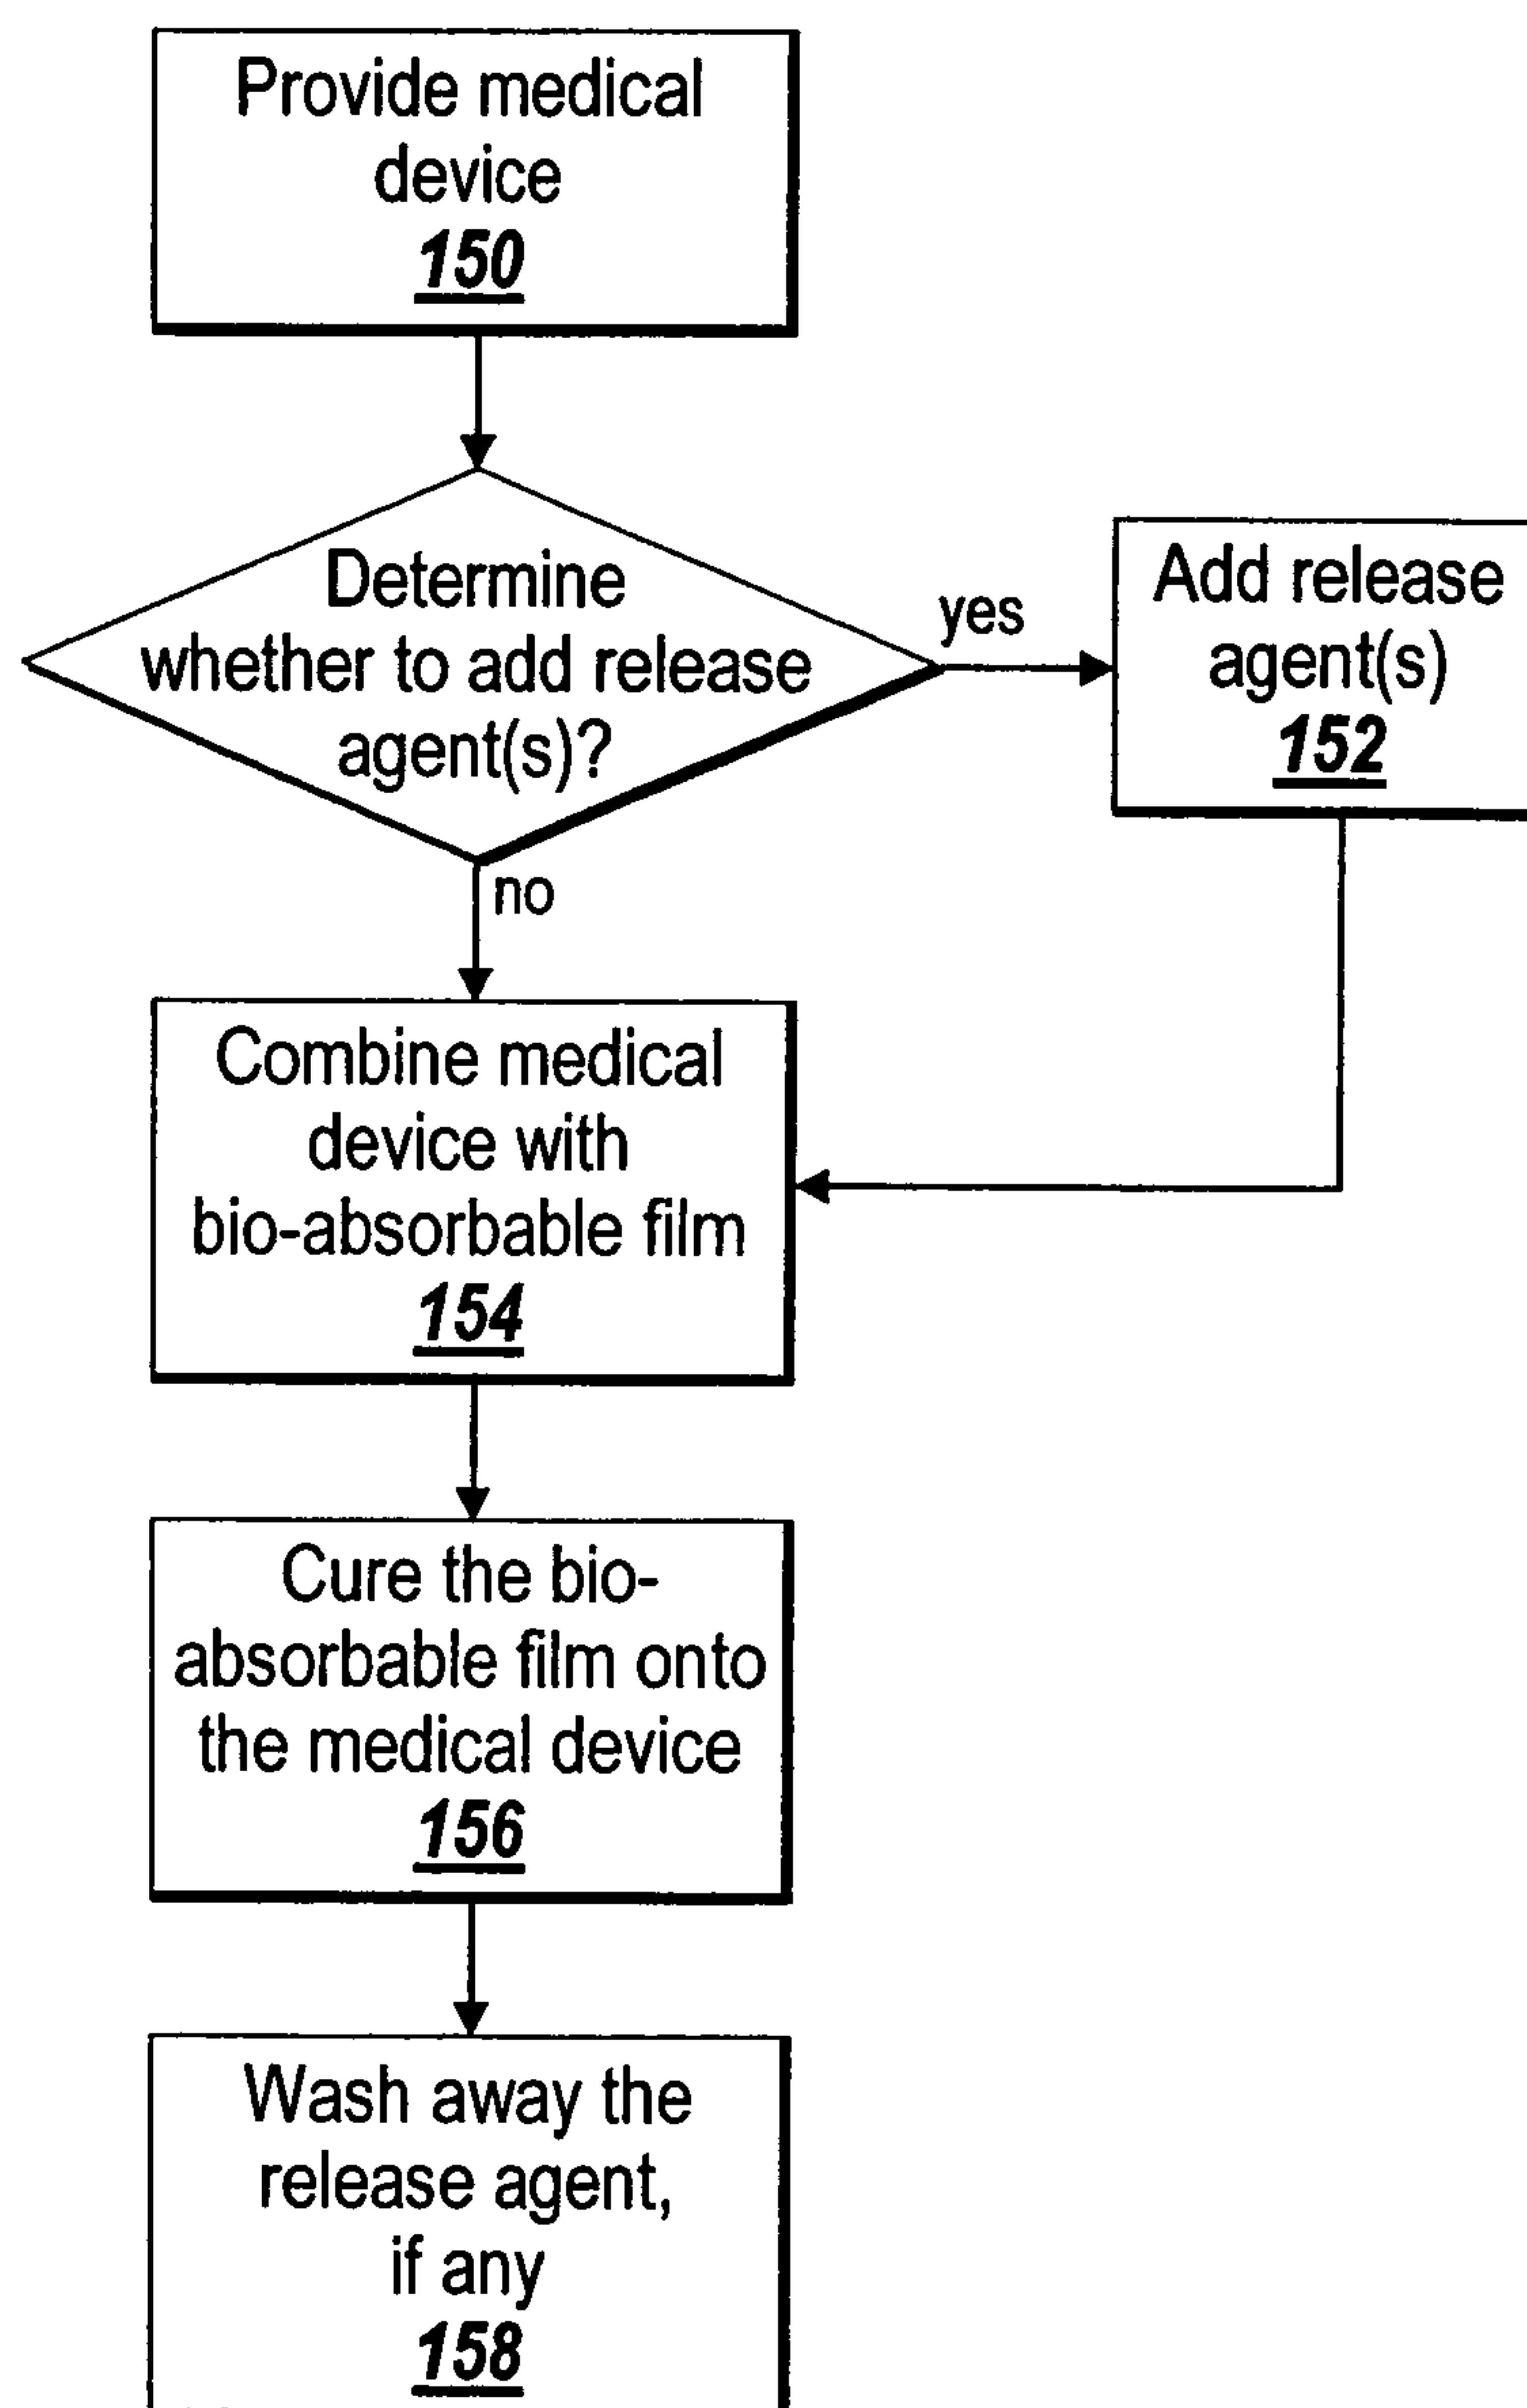 Provide medical
device
150
Determine
whether to add release
agent(s)?
yes
Add release
agent(s)
152
no
Combine medical
device with
bio-absorbable film
154
Cure the bio-
absorbable film onto
the medical device
156
Wash away the
release agent,
if any
158